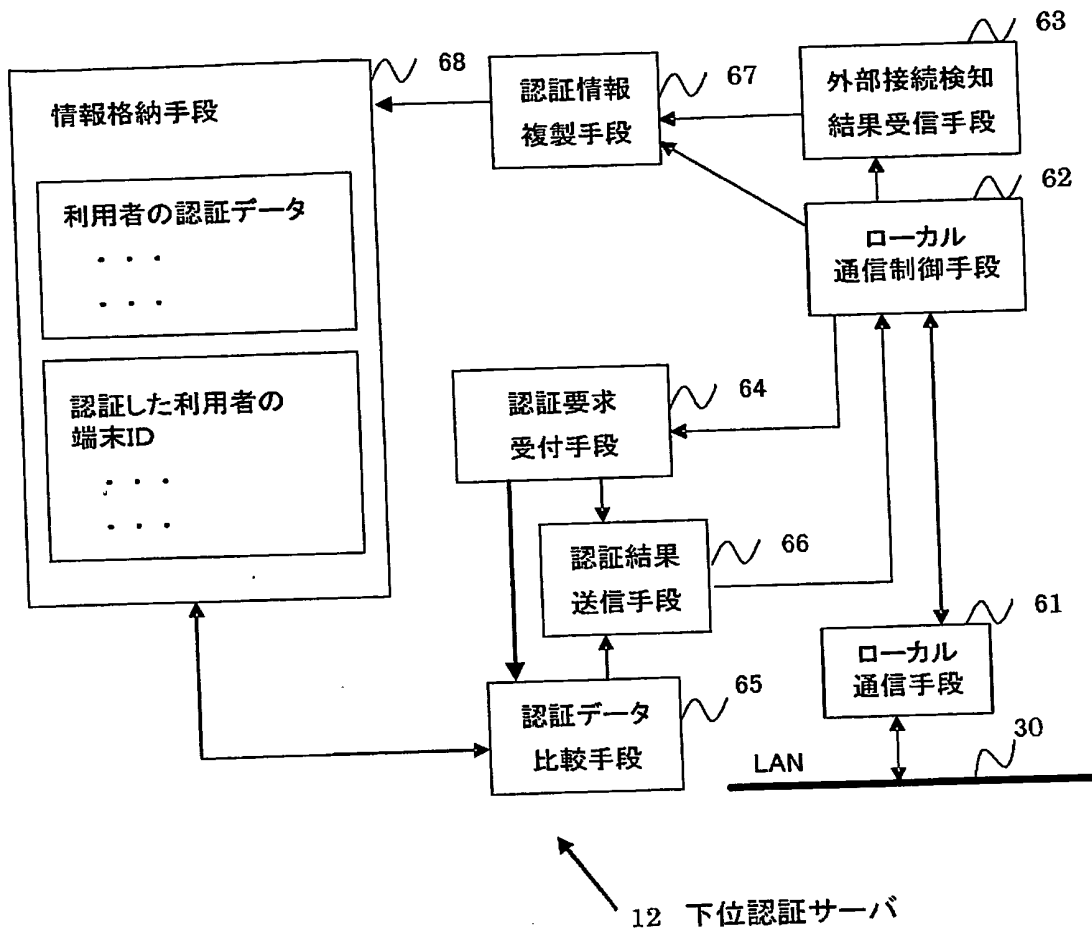 63
68
67
外部接続検知
結果受信手段
認証情報
複製手段
情報格納手段
62
利用者の認証データ
・・・
・・・
ローカル
通信制御手段
64
認証要求
受付手段
認証した利用者の
端末ID
・・・
・・・
66
認証結果
送信手段
61
ローカル
通信手段
65
認証データ
比較手段
30
LAN
12 下位認証サーバ